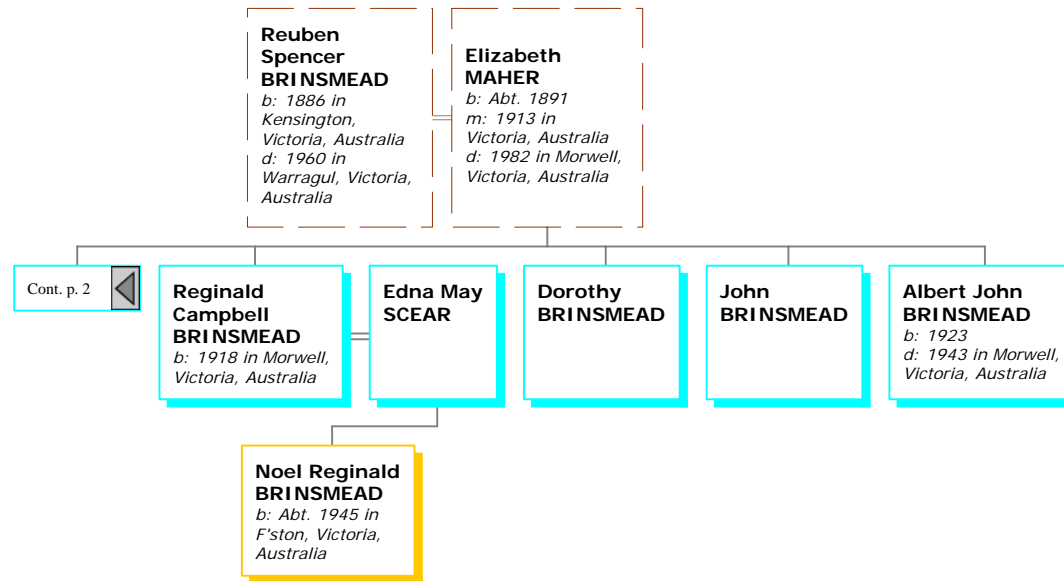 Reuben
Spencer
BRINSMEAD
b: 1886 in
Kensington,
Victoria, Australia
d: 1960 in
Warragul, Victoria,
Australia
Elizabeth
MAHER
b: Abt. 1891
m: 1913 in
Victoria, Australia
d: 1982 in Morwell,
Victoria, Australia
Cont. p. 2
Reginald
Campbell
BRINSMEAD
b: 1918 in Morwell,
Victoria, Australia
Edna May
SCEAR
Dorothy
BRINSMEAD
John
BRINSMEAD
Albert John
BRINSMEAD
b: 1923
d: 1943 in Morwell,
Victoria, Australia
Noel Reginald
BRINSMEAD
b: Abt. 1945 in
F'ston, Victoria,
Australia